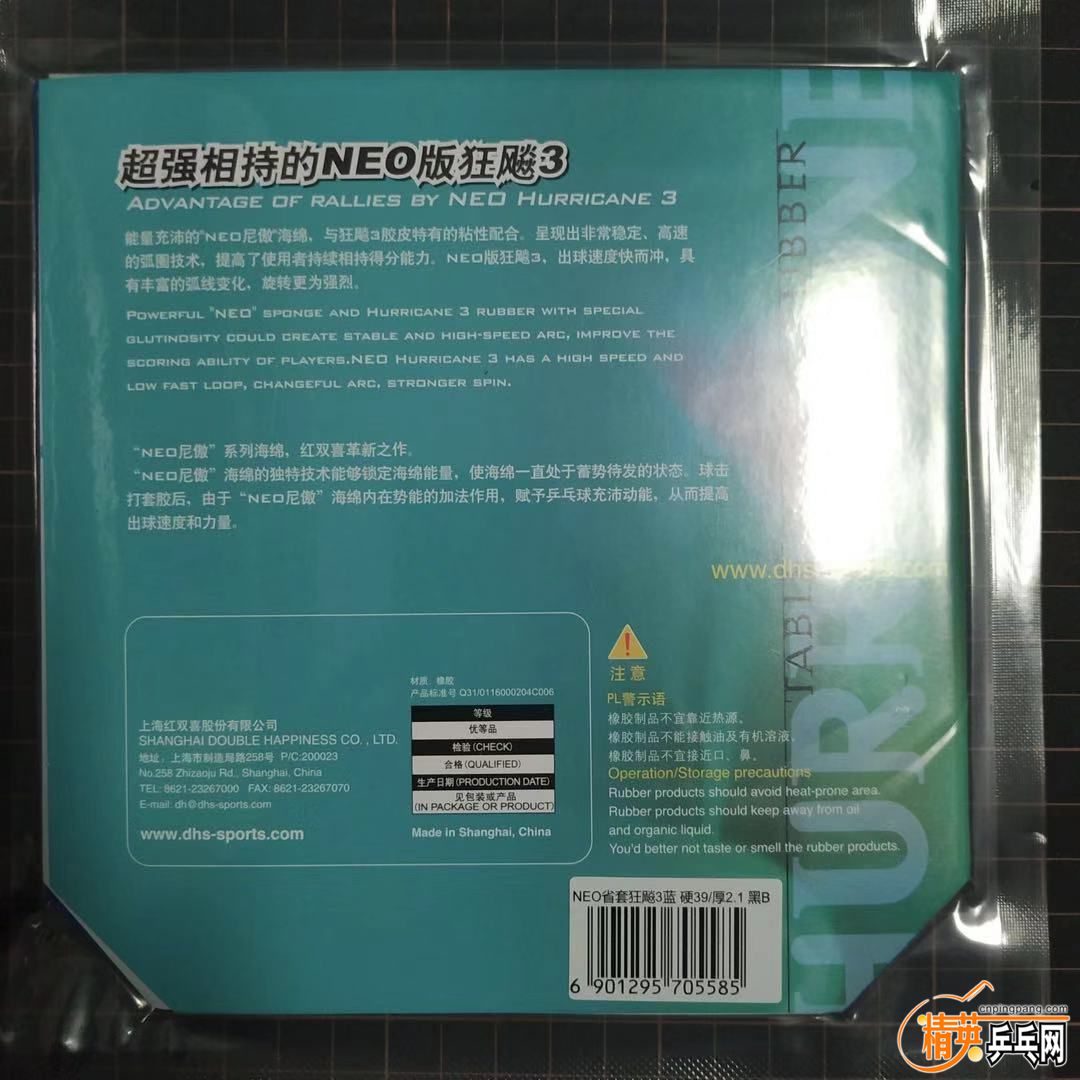 超强相持的NEO版狂飚3
ADVANTAGE OF RALLIES BY NEO HURRICANE 3
能量充沛的"NEO尼傲"海绵、与狂飚3胶皮特有的粘性配合。呈现出非常稳定、高速
的弧圈技术，提高了使用者持续相持得分能力。NEO版狂飚3，出球速度快而冲，具
有丰富的弧线变化，旋转更为强烈。
POWERFUL "NEO" SPONGE AND HURRICANE 3 RUBBER WITH SPECIAL
GLUTINOSITY COULD CREATE STABLE AND HIGH-SPEED ARC, IMPROVE THE
SCORING ABILITY OF PLAYERS.NEO HURRICANE 3 HAS A HIGH SPEED AND
LOW FAST LOOP, CHANGEFUL ARC, STRONGER SPIN.
“NEO尼傲”系列海绵，红双喜革新之作。
“NEO尼傲”海绵的独特技术能够锁定海绵能量，使海绵一直处于蓄势待发的状态。球击
打套胶后，由于“NEO尼傲”海绵内在势能的加法作用，赋予乒乓球充沛动能，从而提高
出球速度和力量。
www.dhs-sports.com
材质：橡胶
产品标准号 Q31/0116000204C006
等级
优等品
检验(CHECK)
合格(QUALIFIED)
生产日期(PRODUCTION DATE)
见包装或产品
(IN PACKAGE OR PRODUCT)
Made in Shanghai, China
上海红双喜股份有限公司
SHANGHAI DOUBLE HAPPINESS CO., LTD.
地址：上海市制造局路258号 P/C:200023
No.258 Zhizaoju Rd., Shanghai, China
TEL: 8621-23267000 FAX: 8621-23267070
E-mail: dh@dhs-sports.com
www.dhs-sports.com
注意
PL警示语
橡胶制品不宜靠近热源。
橡胶制品不能接触油及有机溶液。
橡胶制品不宜接近口、鼻。
Operation/Storage precautions
Rubber products should avoid heat-prone area.
Rubber products should keep away from oil
and organic liquid.
You'd better not taste or smell the rubber products.
NEO省套狂飚3蓝 硬39/厚2.1 黑B
6 901295 705585
cnpingpang.com
精英乒乓网